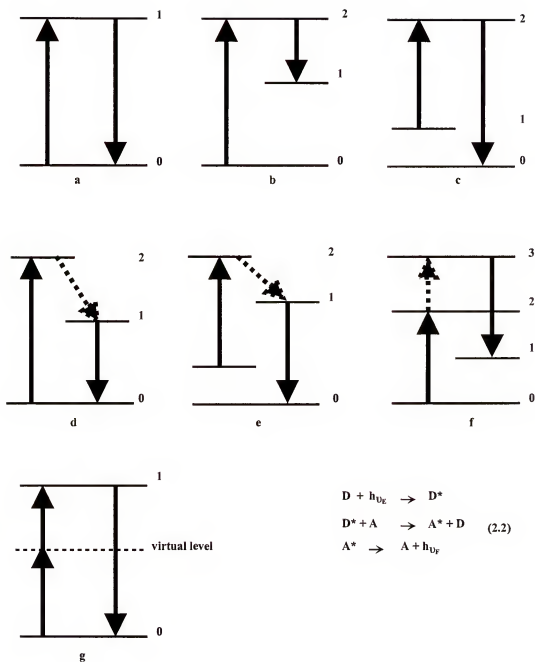 1
0
a
2
1
0
b
2
1
0
c
2
1
0
d
2
1
0
e
3
2
1
0
f
1
virtual level
0
g
D + hυE → D*
D* + A → A* + D (2.2)
A* → A + hυF